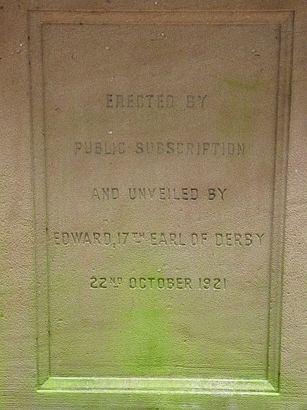 ERECTED BY
PUBLIC SUBSCRIPTION
AND UNVEILED BY
EDWARD, 17TH EARL OF DERBY
22ND OCTOBER 1921